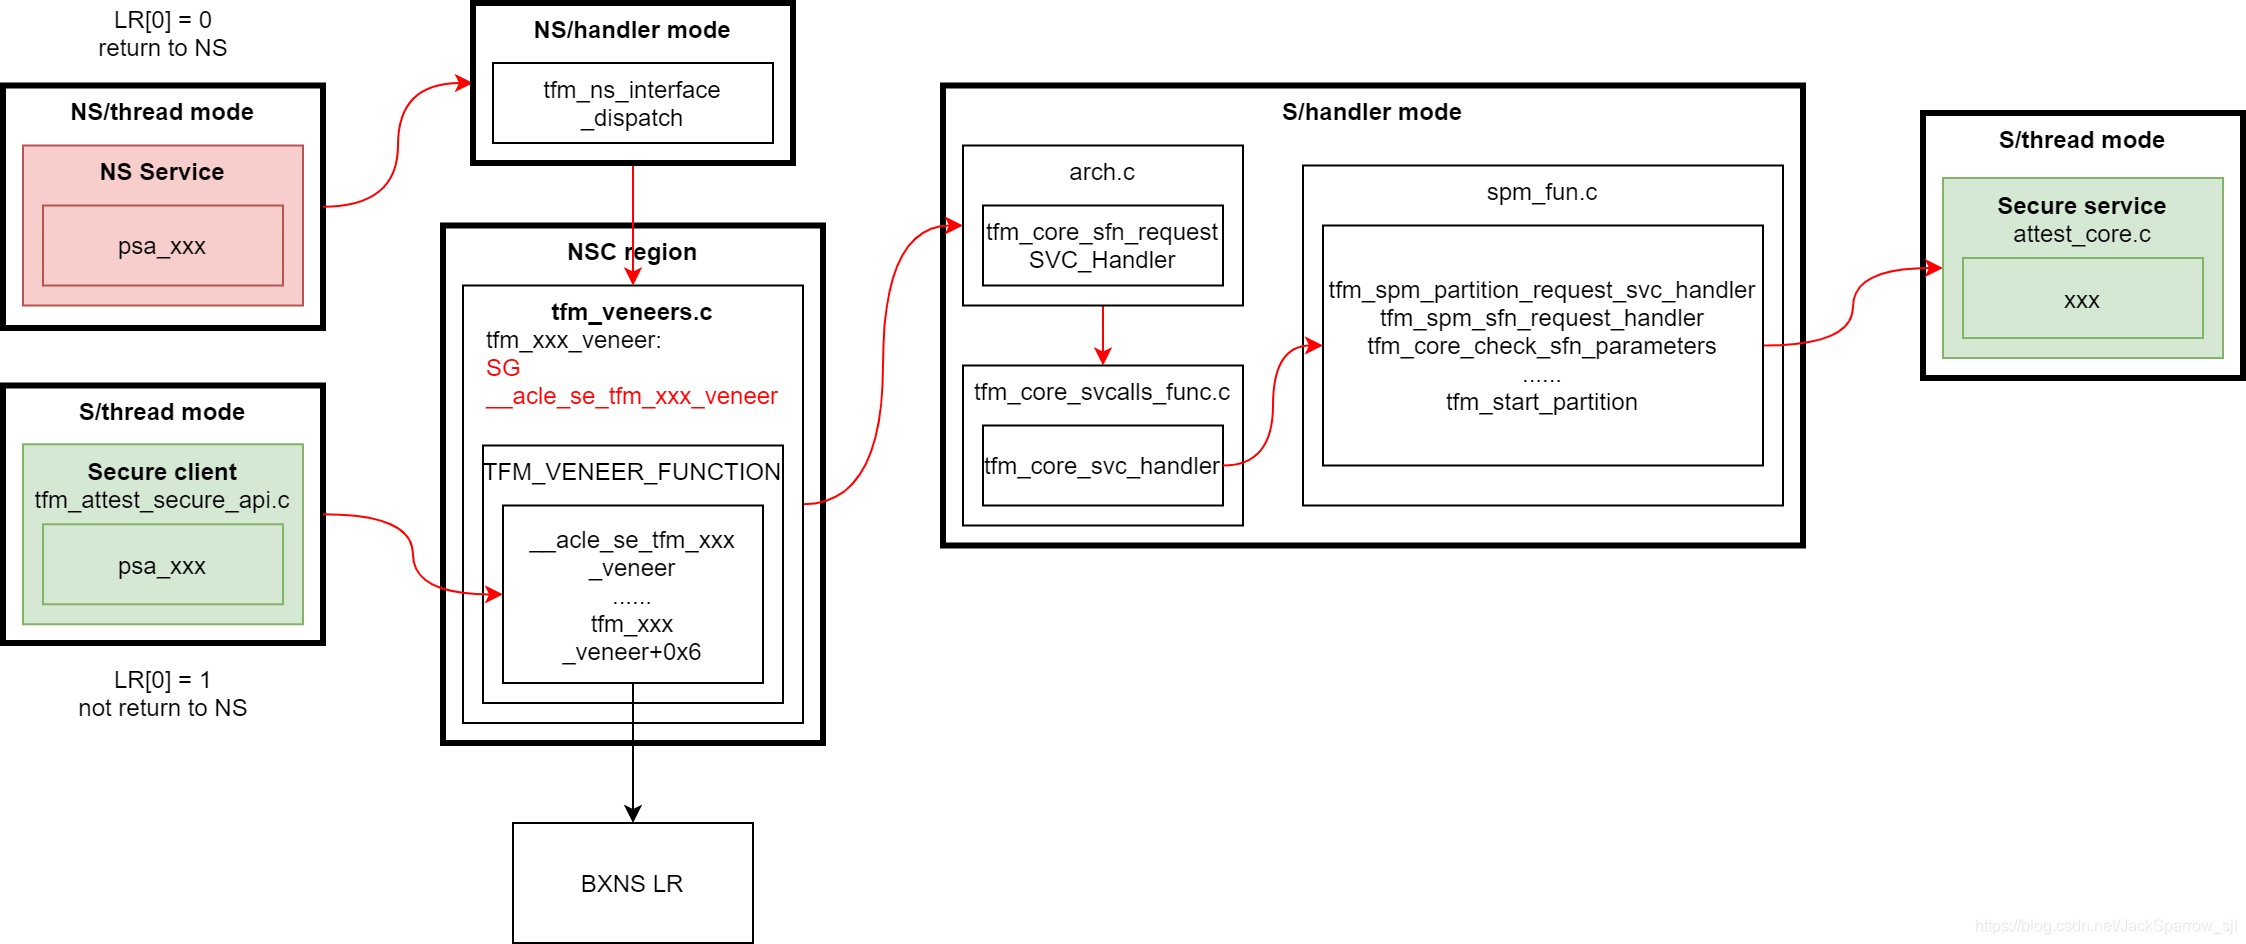 LR[0] = 0
return to NS
NS/thread mode
NS Service
psa_xxx
S/thread mode
Secure client
tfm_attest_secure_api.c
psa_xxx
LR[0] = 1
not return to NS
NS/handler mode
tfm_ns_interface
_dispatch
NSC region
tfm_veneers.c
tfm_xxx_veneer:
SG
__acle_se_tfm_xxx_veneer
TFM_VENEER_FUNCTION
__acle_se_tfm_xxx
_veneer
......
tfm_xxx
_veneer+0x6
BXNS LR
S/handler mode
arch.c
tfm_core_sfn_request
SVC_Handler
tfm_core_svcalls_func.c
tfm_core_svc_handler
spm_fun.c
tfm_spm_partition_request_svc_handler
tfm_spm_sfn_request_handler
tfm_core_check_sfn_parameters
......
tfm_start_partition
S/thread mode
Secure service
attest_core.c
xxx
https://blog.csdn.net/JackSparrow_sjl